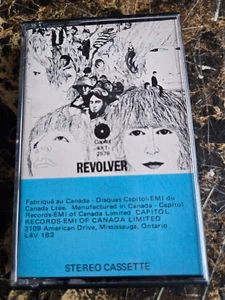 Capitol
4XT
2576
REVOLVER
Fabriqué au Canada - Disques Capitol-EMI du
Canada Ltée. Manufactured in Canada - Capitol
Records-EMI of Canada Limited. CAPITOL
RECORDS-EMI OF CANADA LIMITED
3109 American Drive, Mississauga, Ontario.
L4V 1B2
STEREO CASSETTE